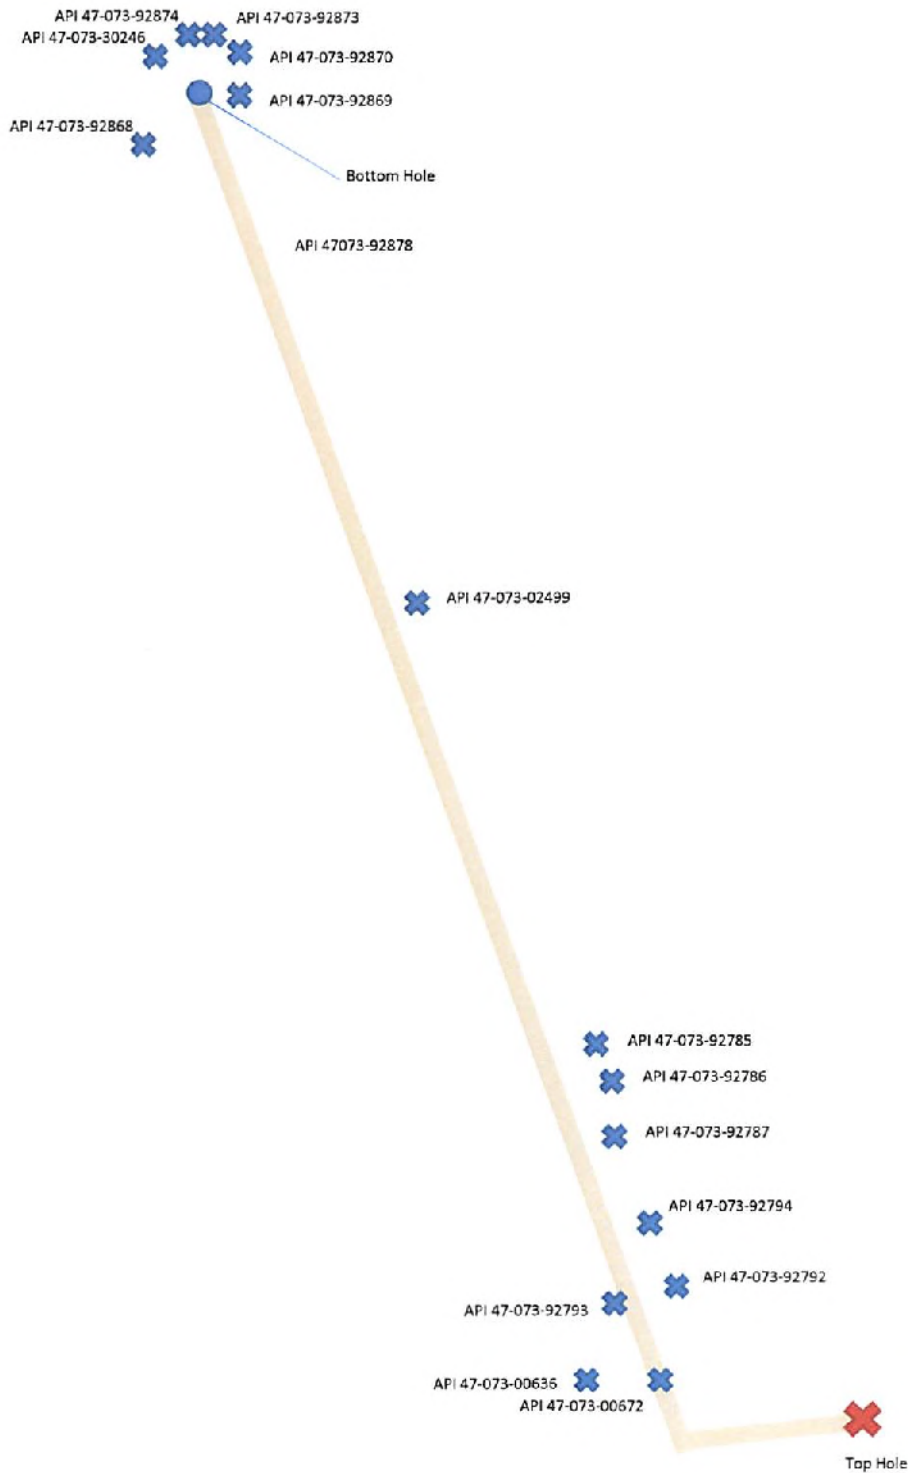 API 47-073-92874
API 47-073-92873
API 47-073-30246
API 47-073-92870
API 47-073-92869
API 47-073-92868
Bottom Hole
API 47073-92878
API 47-073-02499
API 47-073-92785
API 47-073-92786
API 47-073-92787
API 47-073-92794
API 47-073-92792
API 47-073-92793
API 47-073-00636
API 47-073-00672
Top Hole